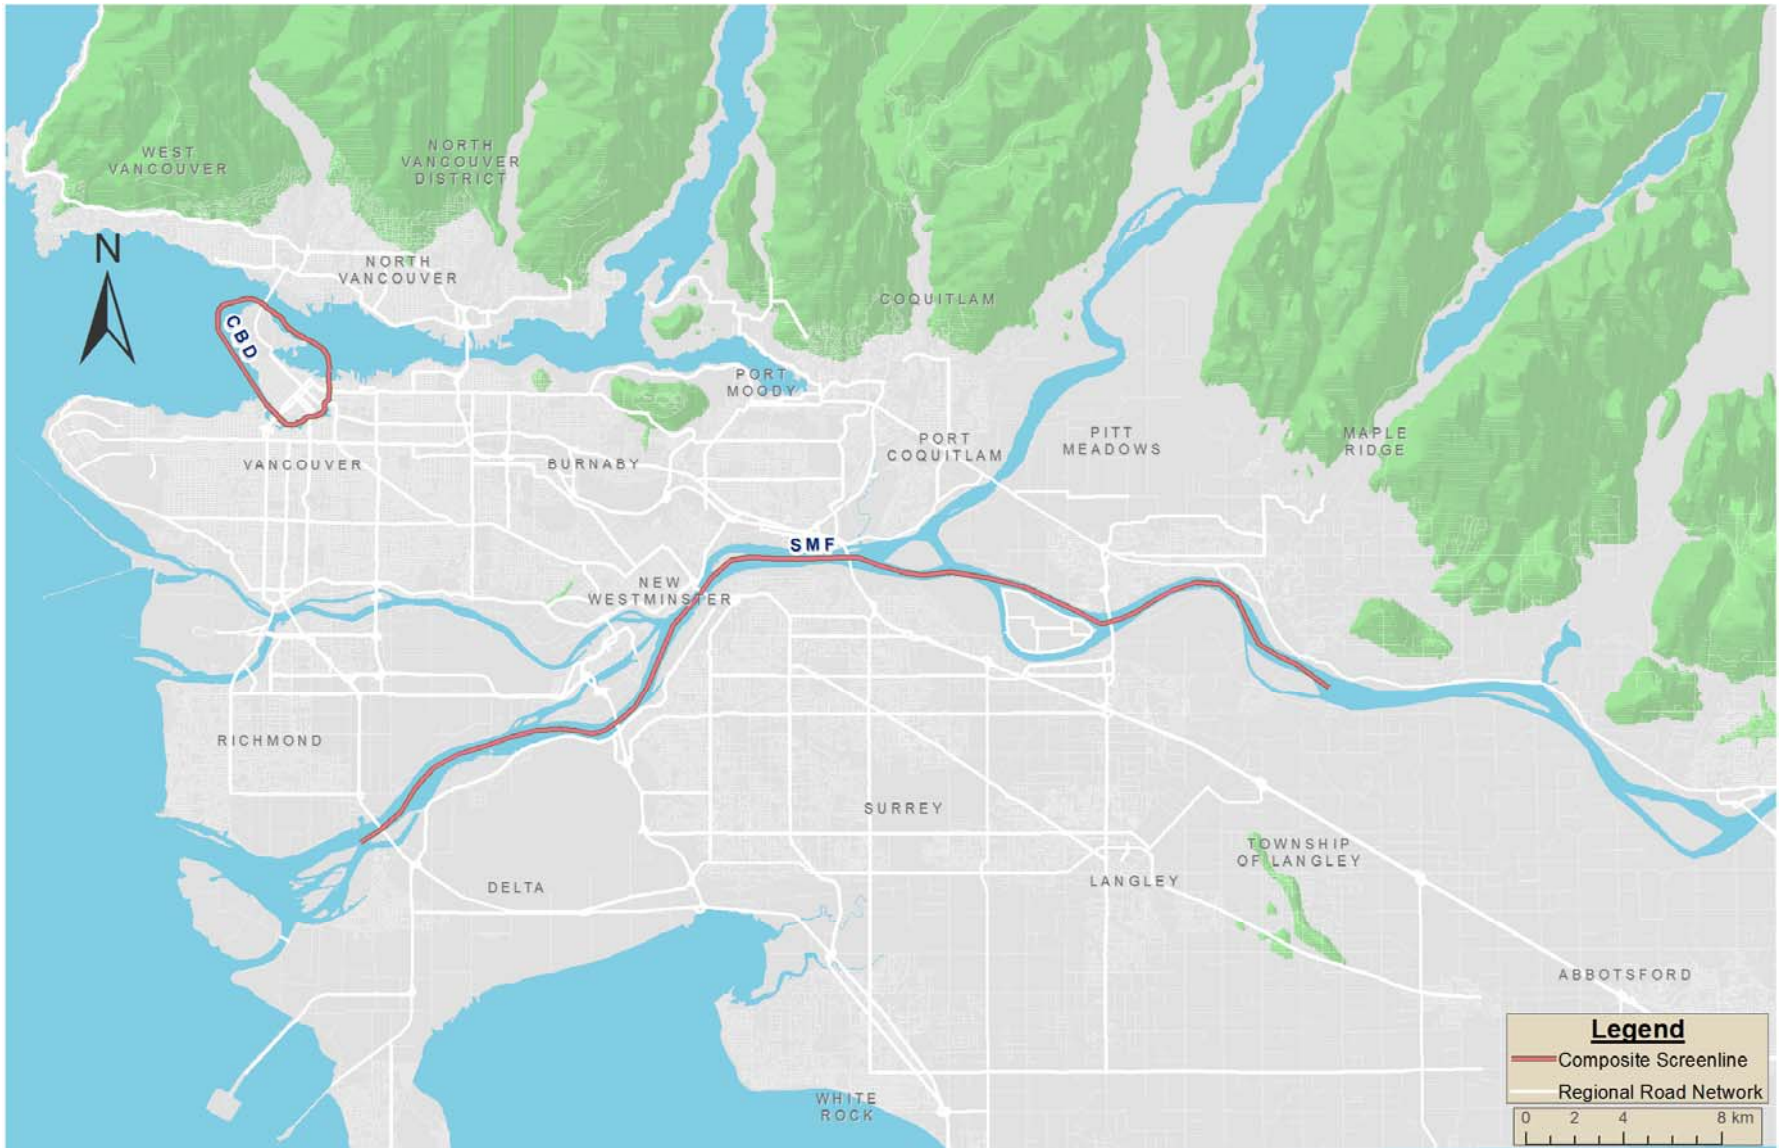 WEST
VANCOUVER
NORTH
VANCOUVER
DISTRICT
N
NORTH
VANCOUVER
COQUITLAM
CBD
PORT
MOODY
PORT
COQUITLAM
PITT
MEADOWS
MAPLE
RIDGE
VANCOUVER
BURNABY
SMF
NEW
WESTMINSTER
RICHMOND
SURREY
TOWNSHIP
OF LANGLEY
DELTA
LANGLEY
ABBOTSFORD
WHITE
ROCK
Legend
Composite Screenline
Regional Road Network
0 2 4 8 km